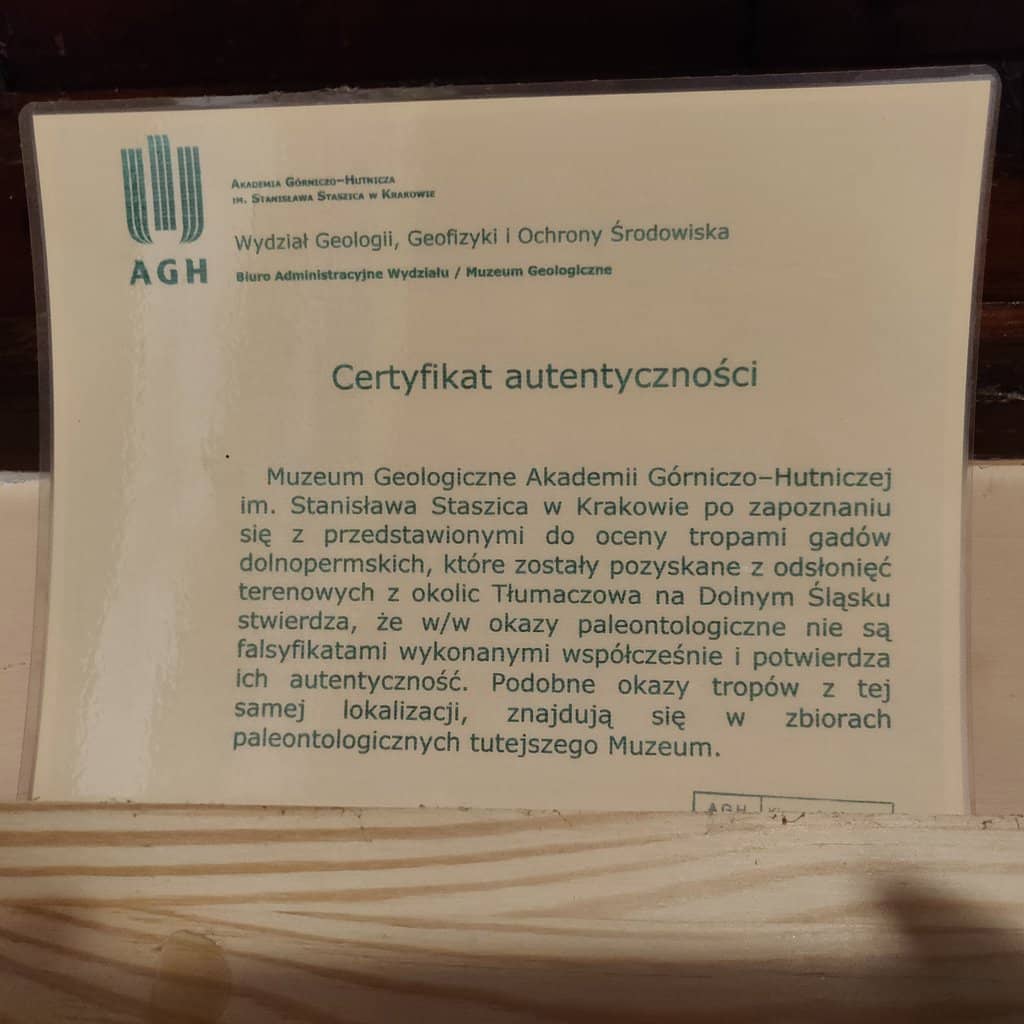 Akademia Górniczo–Hutnicza
im. Stanisława Staszica w Krakowie
Wydział Geologii, Geofizyki i Ochrony Środowiska
AGH
Biuro Administracyjne Wydziału / Muzeum Geologiczne
Certyfikat autentyczności
Muzeum Geologiczne Akademii Górniczo–Hutniczej
im. Stanisława Staszica w Krakowie po zapoznaniu
się z przedstawionymi do oceny tropami gadów
dolnopermskich, które zostały pozyskane z odsłonięć
terenowych z okolic Tłumaczowa na Dolnym Śląsku
stwierdza, że w/w okazy paleontologiczne nie są
falsyfikatami wykonanymi współcześnie i potwierdza
ich autentyczność. Podobne okazy tropów z tej
samej lokalizacji, znajdują się w zbiorach
paleontologicznych tutejszego Muzeum.
AGH